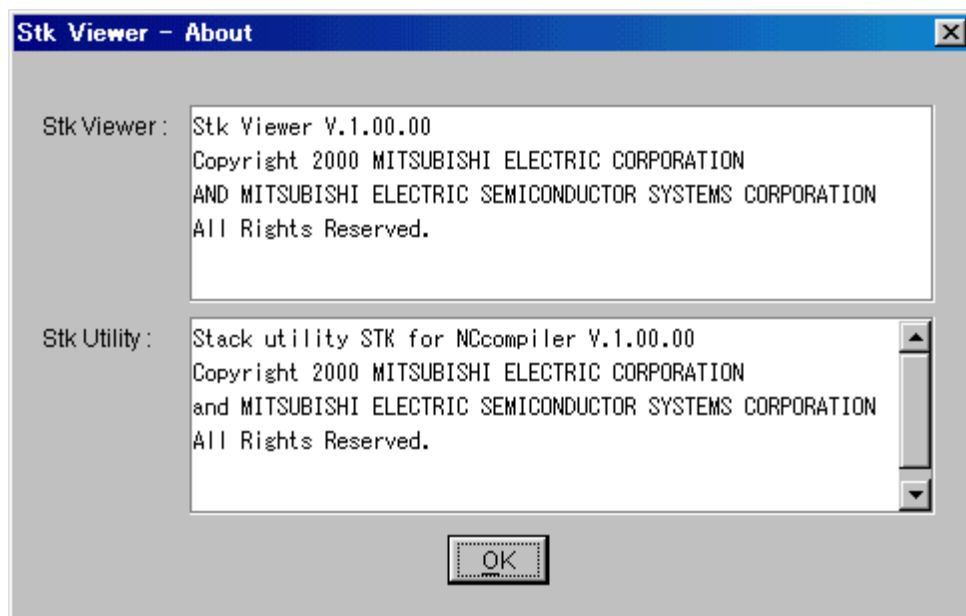 Stk Viewer - About
Stk Viewer :
Stk Viewer V.1.00.00
Copyright 2000 MITSUBISHI ELECTRIC CORPORATION
AND MITSUBISHI ELECTRIC SEMICONDUCTOR SYSTEMS CORPORATION
All Rights Reserved.
Stk Utility :
Stack utility STK for NCcompiler V.1.00.00
Copyright 2000 MITSUBISHI ELECTRIC CORPORATION
and MITSUBISHI ELECTRIC SEMICONDUCTOR SYSTEMS CORPORATION
All Rights Reserved.
OK